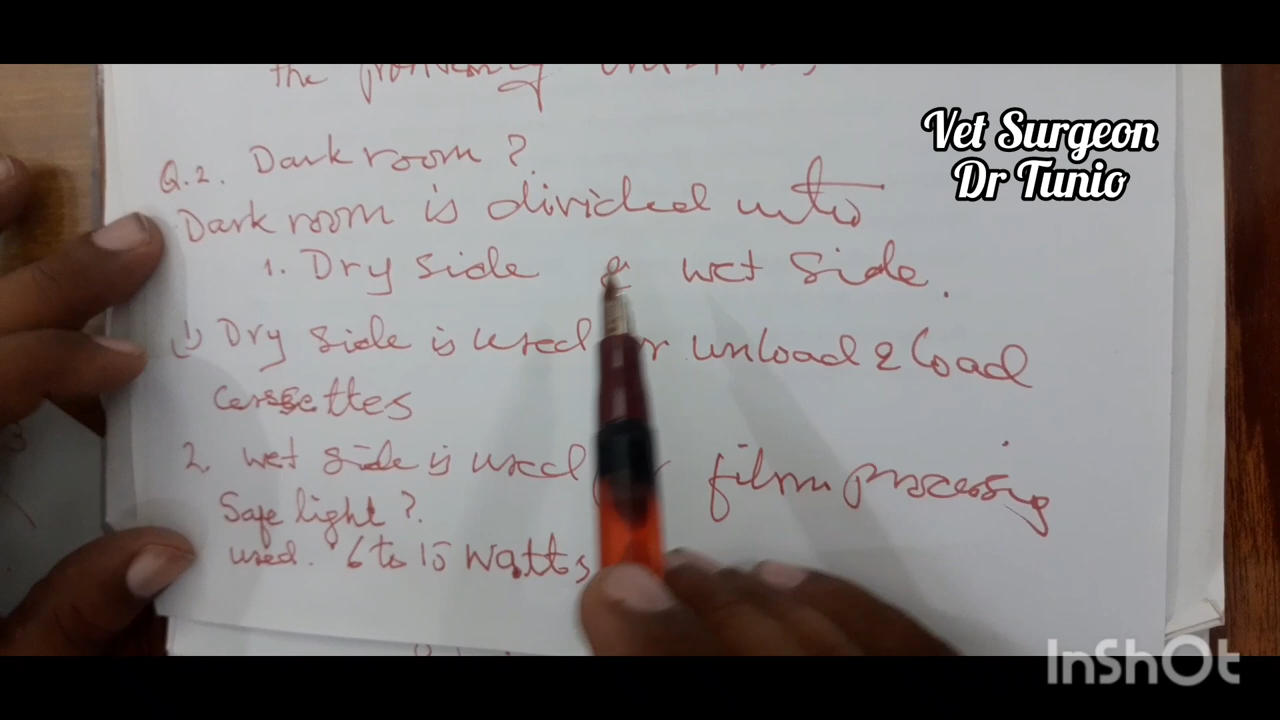 the
Q.2. Dark room ?
Dark room is divided into
1. Dry side & wet side.
1) Dry side is used for unload & load
cassettes
2. wet side is used for film processing
Safe light ?.
used. 6 to 15 watts
Vet Surgeon
Dr Tunio
InShOt